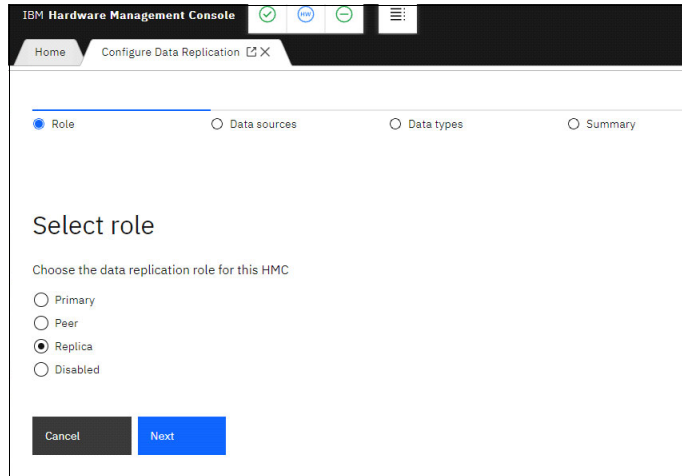 IBM Hardware Management Console
HW
Home
Configure Data Replication
Role
Data sources
Data types
Summary
Select role
Choose the data replication role for this HMC
Primary
Peer
Replica
Disabled
Cancel
Next